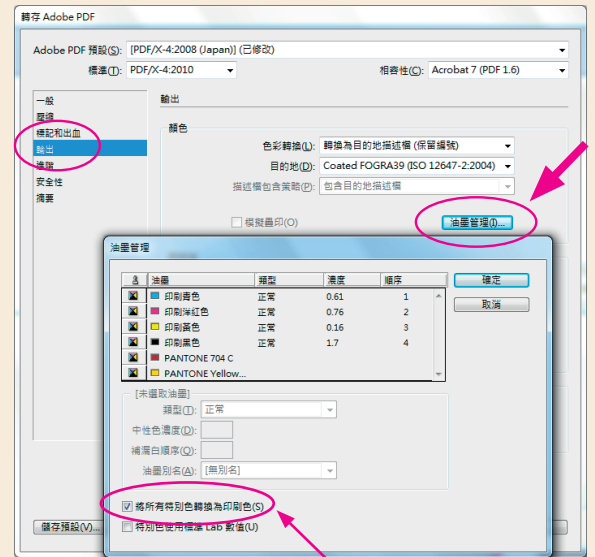 轉存 Adobe PDF
Adobe PDF 預設(S): [PDF/X-4:2008 (Japan)] (已修改)
標準(T): PDF/X-4:2010 相容性(C): Acrobat 7 (PDF 1.6)
一般
壓縮
標記和出血
輸出
進階
安全性
摘要
輸出
顏色
色彩轉換(L): 轉換為目的地描述檔 (保留編號)
目的地(D): Coated FOGRA39 (ISO 12647-2:2004)
描述檔包含策略(P): 包含目的地描述檔
模擬疊印(O) 油墨管理(I)...
油墨管理
油墨 類型 濃度 順序
印刷青色 正常 0.61 1
印刷洋紅色 正常 0.76 2
印刷黃色 正常 0.16 3
印刷黑色 正常 1.7 4
PANTONE 704 C
PANTONE Yellow...
確定
取消
[未選取油墨]
類型(T): 正常
中性色濃度(D):
補漏白順序(Q):
油墨別名(A): [無別名]
將所有特別色轉換為印刷色(S)
特別色使用標準 Lab 數值(U)
儲存預設(V)...